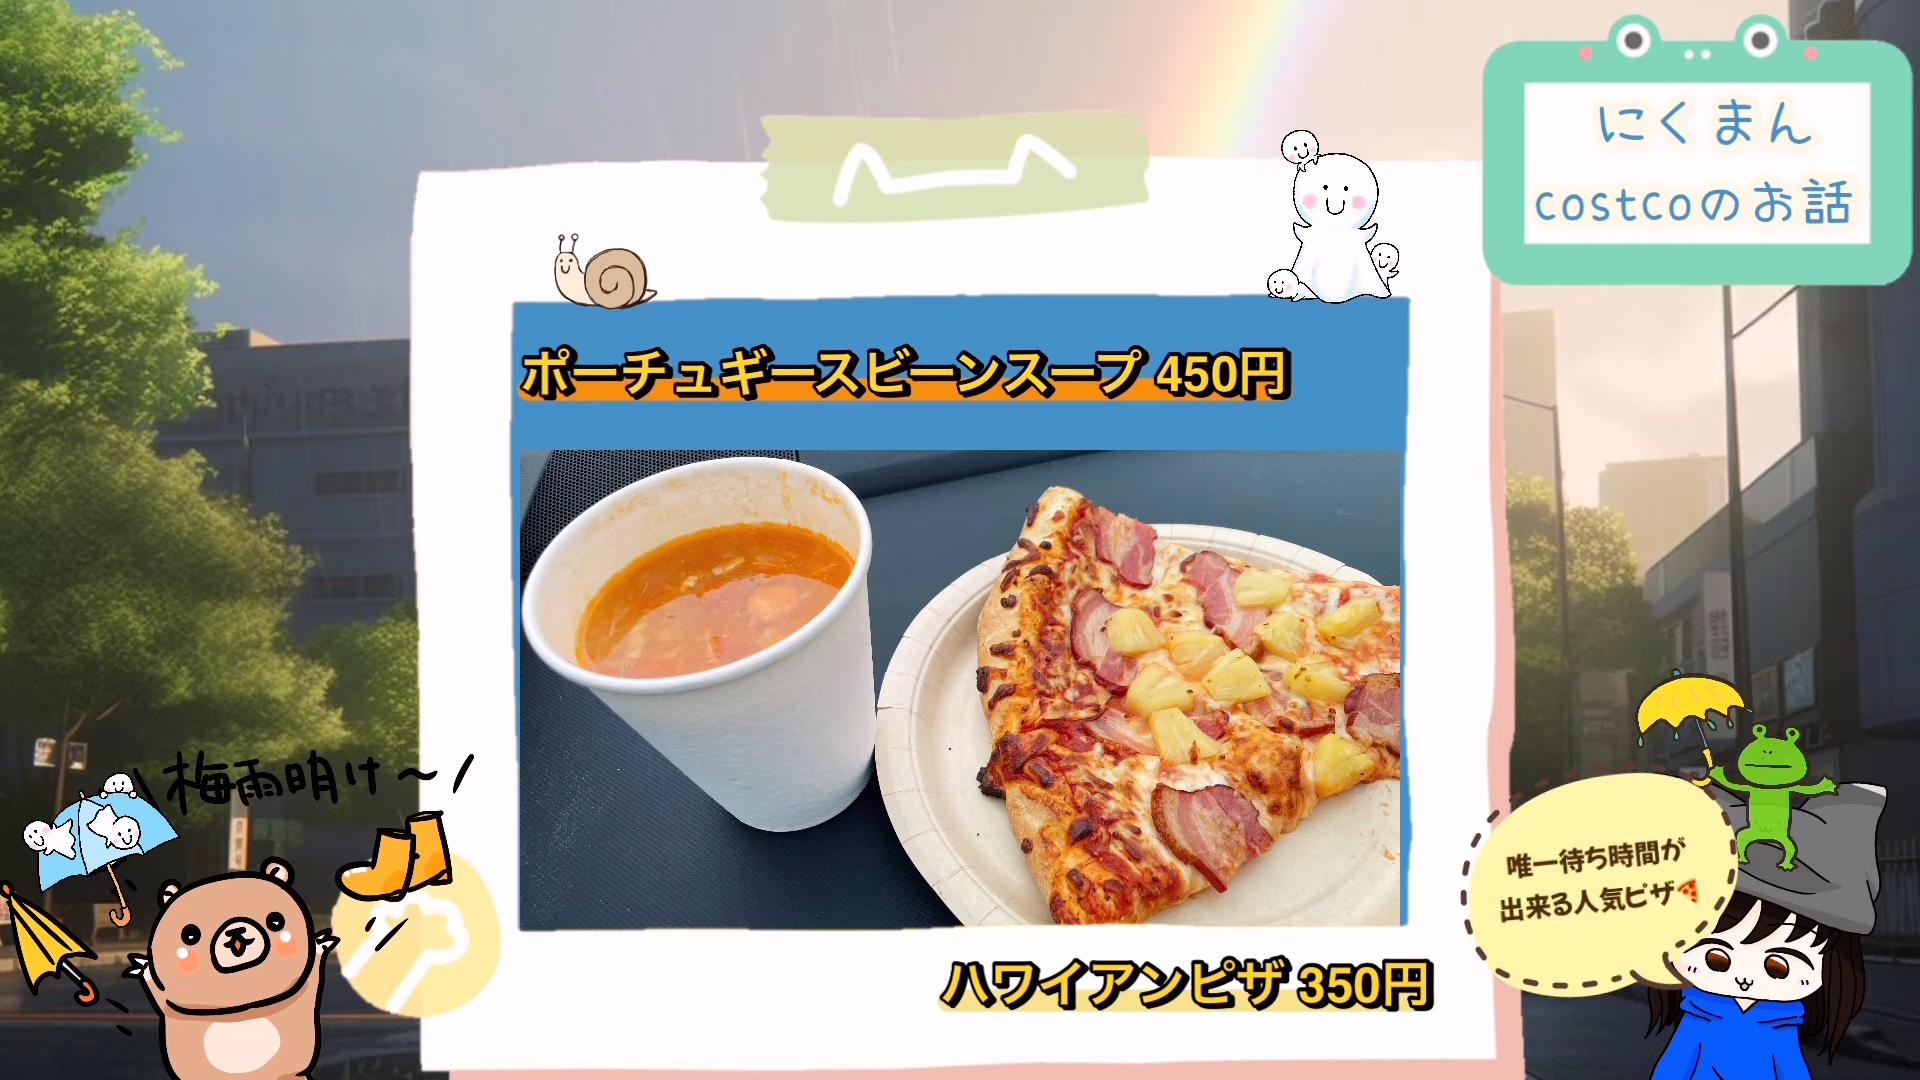 にくまん
costcoのお話
ポーチュギースビーンスープ 450円
梅雨明け〜
唯一待ち時間が
出来る人気ピザ🍕
ハワイアンピザ 350円